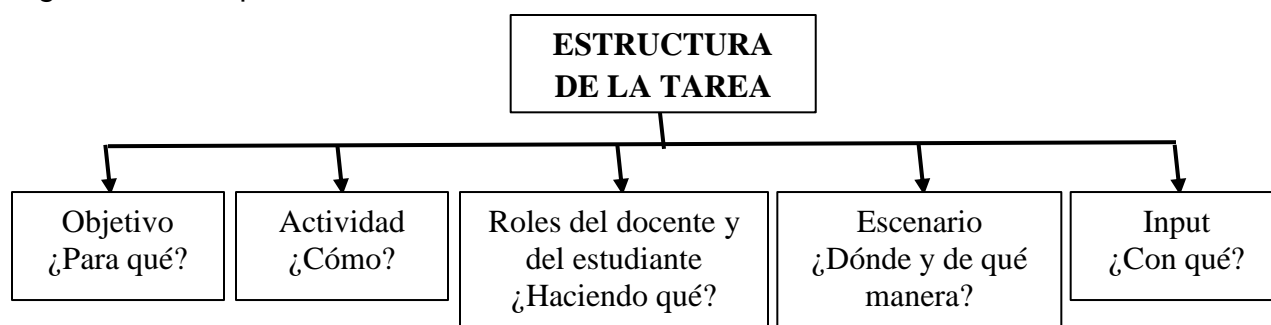 ESTRUCTURA
DE LA TAREA
Objetivo
¿Para qué?
Actividad
¿Cómo?
Roles del docente y
del estudiante
¿Haciendo qué?
Escenario
¿Dónde y de qué
manera?
Input
¿Con qué?